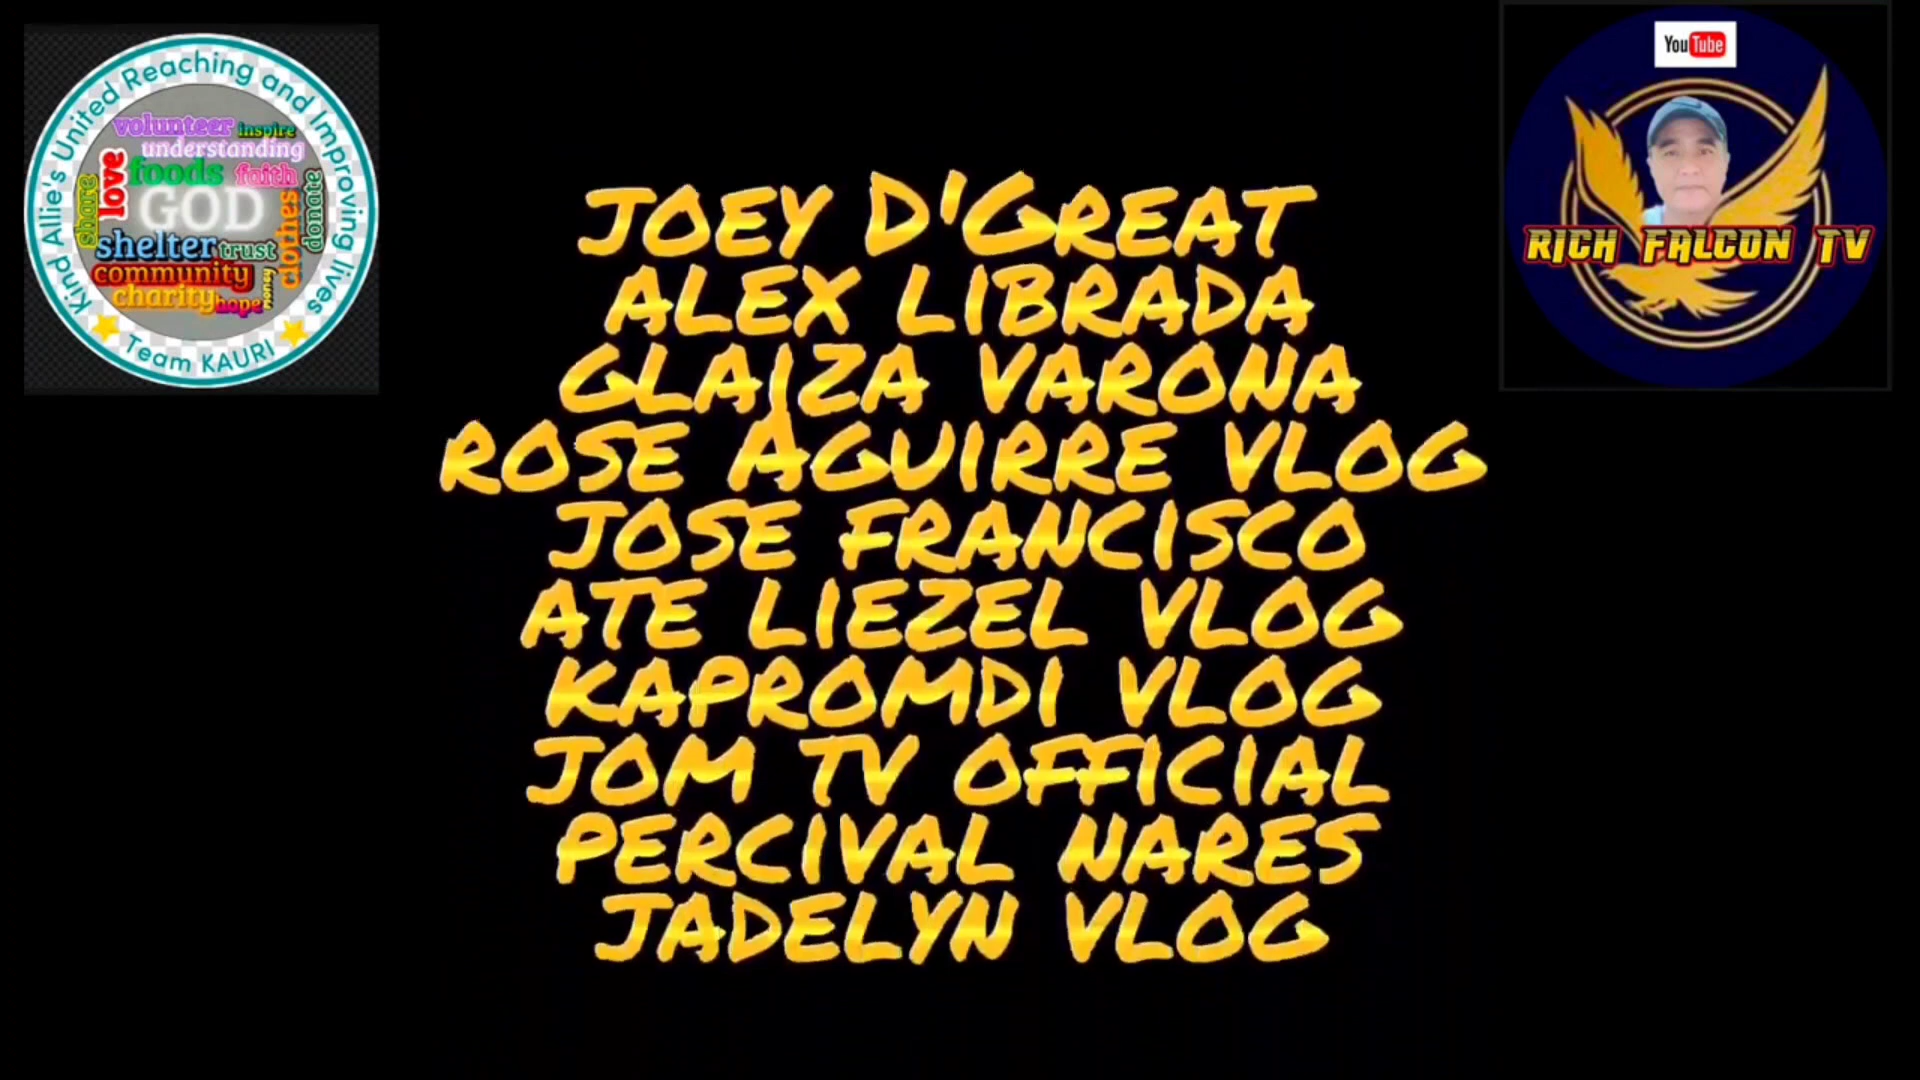 Kind Allie's United Reaching and Improving lives
volunteer inspire
understanding
love foods faith
share GOD clothes donate
shelter trust
community money
charity hope
Team KAURI
YouTube
RICH FALCON TV
JOEY D'GREAT
ALEX LIBRADA
GLAIZA VARONA
ROSE AGUIRRE VLOG
JOSE FRANCISCO
ATE LIEZEL VLOG
KAPROMDI VLOG
JOM TV OFFICIAL
PERCIVAL NARES
JADELYN VLOG